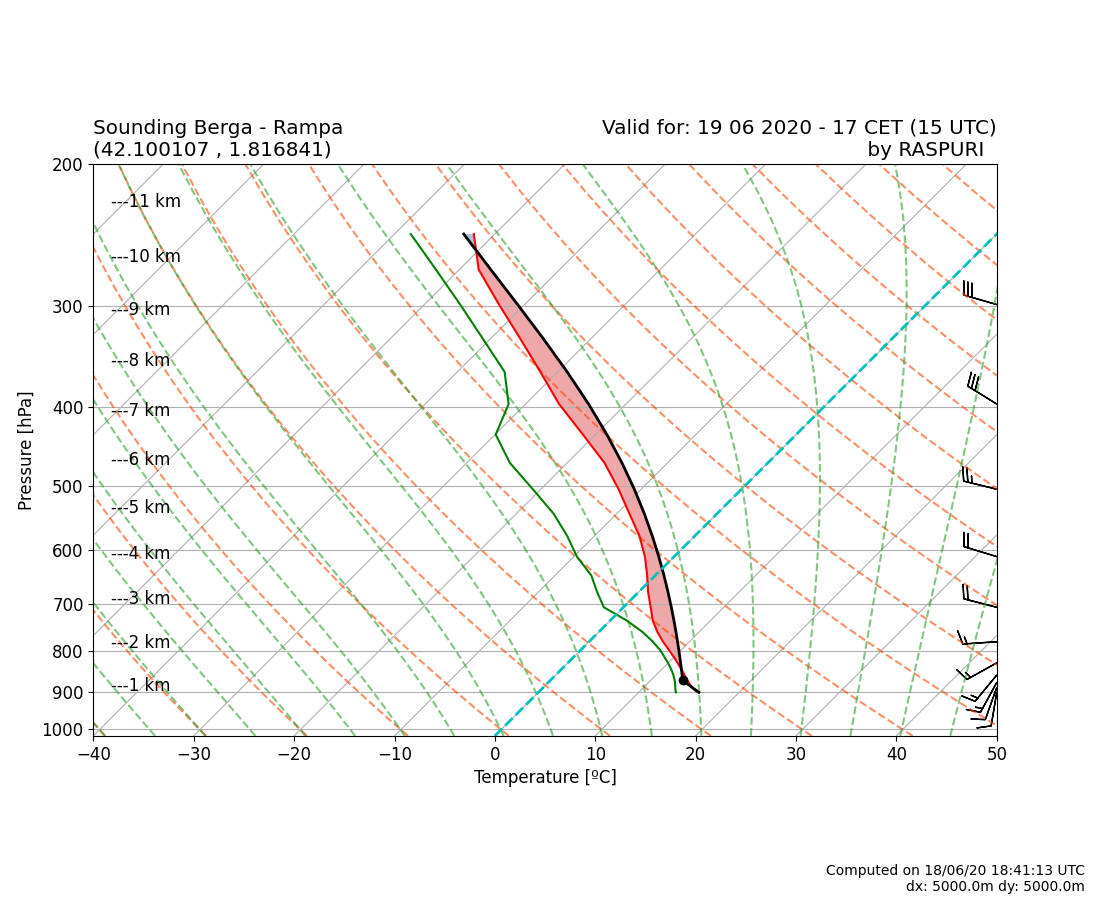 Sounding Berga - Rampa
(42.100107 , 1.816841)
Valid for: 19 06 2020 - 17 CET (15 UTC)
by RASPURI
200
300
400
500
600
700
800
900
1000
Pressure [hPa]
---11 km
---10 km
---9 km
---8 km
---7 km
---6 km
---5 km
---4 km
---3 km
---2 km
---1 km
−40 −30 −20 −10 0 10 20 30 40 50
Temperature [ºC]
Computed on 18/06/20 18:41:13 UTC
dx: 5000.0m dy: 5000.0m